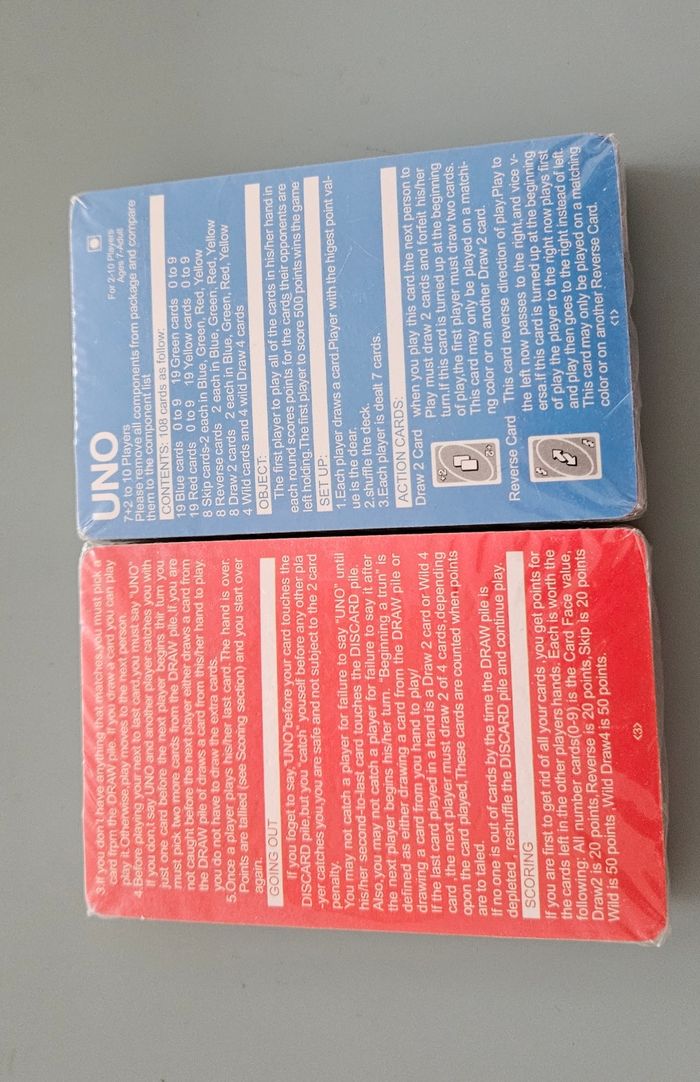 UNO
For 2-10 Players
Ages 7-Adult
7+2 to 10 Players
Please remove all components from package and compare
them to the component list
CONTENTS: 108 cards as follow:
19 Blue cards 0 to 9 19 Green cards 0 to 9
19 Red cards 0 to 9 19 Yellow cards 0 to 9
8 Skip cards-2 each in Blue, Green, Red, Yellow
8 Reverse cards 2 each in Blue, Green, Red, Yellow
8 Draw 2 cards 2 each in Blue, Green, Red, Yellow
4 Wild cards and 4 wild Draw 4 cards
OBJECT:
The first player to play all of the cards in his/her hand in
each round scores points for the cards their opponents are
left holding.The first player to score 500 points wins the game
SET UP:
1.Each player draws a card.Player with the higest point val-
ue is the dear.
2.shuffle the deck.
3.Each player is dealt 7 cards.
ACTION CARDS:
Draw 2 Card when you play this card,the next person to
Play must draw 2 cards and forfeit his/her
turn.If this card is turned up at the beginning
of play,the first player must draw two cards.
This card may only be played on a matchi-
ng color or on another Draw 2 card.
+2
+2
Reverse Card This card reverse direction of play.Play to
the left now passes to the right,and vice v-
ersa.If this card is turned up at the beginning
of play the player to the right now plays first
and play then goes to the right instead of left.
This card may only be played on a matching
color or on another Reverse Card.
<1>
3.If you don't have anything that matches,you must pick a
card from the DRAW pile. If you draw a card you can play
play it.Otherwise,play moves to the next person.
4.Before playing your next to last card,you must say "UNO"
If you don't say UNO and another player catches you with
just one card before the next player begins thir turn you
must pick two more cards from the DRAW pile.If you are
not caught before the next player either draws a card from
the DRAW pile of draws a card from this/her hand to play.
you do not have to draw the extra cards.
5.Once a player plays his/her last card, The hand is over.
Points are tallied (see Scoring section) and you start over
again.
GOING OUT
If you foget to say,"UNO"before your card touches the
DISCARD pile,but you "catch" youself before any other pla
-yer catches you,you are safe and not subject to the 2 card
penalty.
You may not catch a player for failure to say "UNO" until
his/her second-to-last card touches the DISCARD pile.
Also,you may not catch a player for failure to say it after
the next player begins his/her turn. "Beginning a trun" is
defined as either drawing a card from the DRAW pile or
drawing a card from you hand to play/
If the last card played in a hand is a Draw 2 card or Wild 4
card ,the next player must draw 2 of 4 cards,depending
opon the card played,These cards are counted when points
are to taled.
If no one is out of cards by the time the DRAW pile is
depleted , reshuffle the DISCARD pile and continue play.
SCORING
If you are first to get rid of all your cards , you get points for
the cards left in the other players hands. Each is worth the
following: All number cards(0-9) is the Card Face value,
Draw2 is 20 points,Reverse is 20 points,Skip is 20 points
Wild is 50 points ,Wild Draw4 is 50 points.
<3>